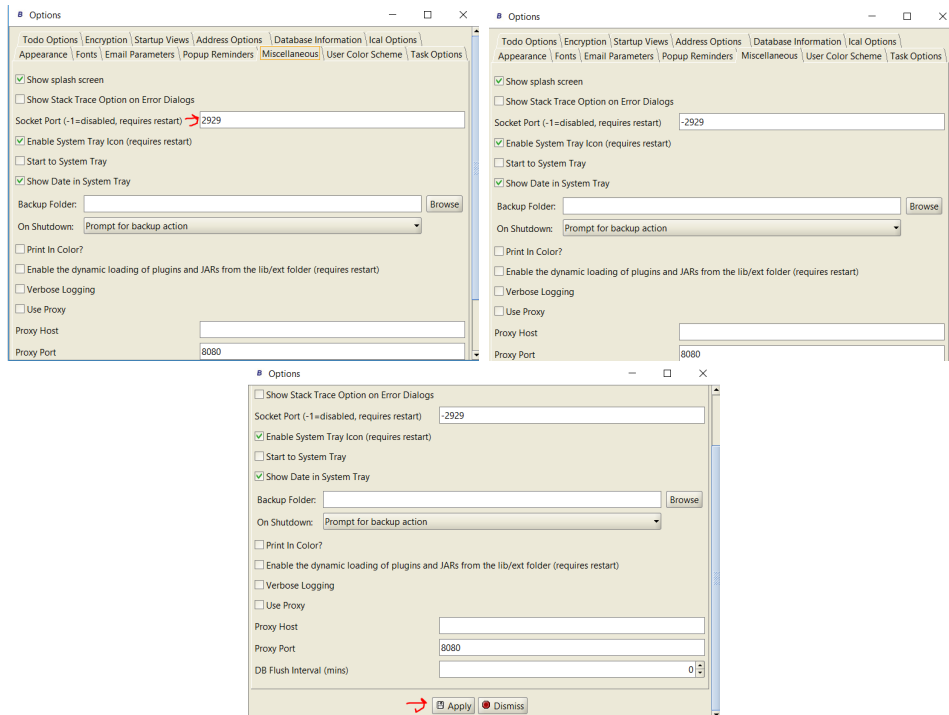 B Options
Todo Options Encryption Startup Views Address Options Database Information Ical Options
Appearance Fonts Email Parameters Popup Reminders Miscellaneous User Color Scheme Task Options
Show splash screen
Show Stack Trace Option on Error Dialogs
Socket Port (-1=disabled, requires restart) 2929
Enable System Tray Icon (requires restart)
Start to System Tray
Show Date in System Tray
Backup Folder: Browse
On Shutdown: Prompt for backup action
Print In Color?
Enable the dynamic loading of plugins and JARs from the lib/ext folder (requires restart)
Verbose Logging
Use Proxy
Proxy Host
Proxy Port 8080
B Options
Todo Options Encryption Startup Views Address Options Database Information Ical Options
Appearance Fonts Email Parameters Popup Reminders Miscellaneous User Color Scheme Task Options
Show splash screen
Show Stack Trace Option on Error Dialogs
Socket Port (-1=disabled, requires restart) -2929
Enable System Tray Icon (requires restart)
Start to System Tray
Show Date in System Tray
Backup Folder: Browse
On Shutdown: Prompt for backup action
Print In Color?
Enable the dynamic loading of plugins and JARs from the lib/ext folder (requires restart)
Verbose Logging
Use Proxy
Proxy Host
Proxy Port 8080
B Options
Show Stack Trace Option on Error Dialogs
Socket Port (-1=disabled, requires restart) -2929
Enable System Tray Icon (requires restart)
Start to System Tray
Show Date in System Tray
Backup Folder: Browse
On Shutdown: Prompt for backup action
Print In Color?
Enable the dynamic loading of plugins and JARs from the lib/ext folder (requires restart)
Verbose Logging
Use Proxy
Proxy Host
Proxy Port 8080
DB Flush Interval (mins) 0
Apply Dismiss